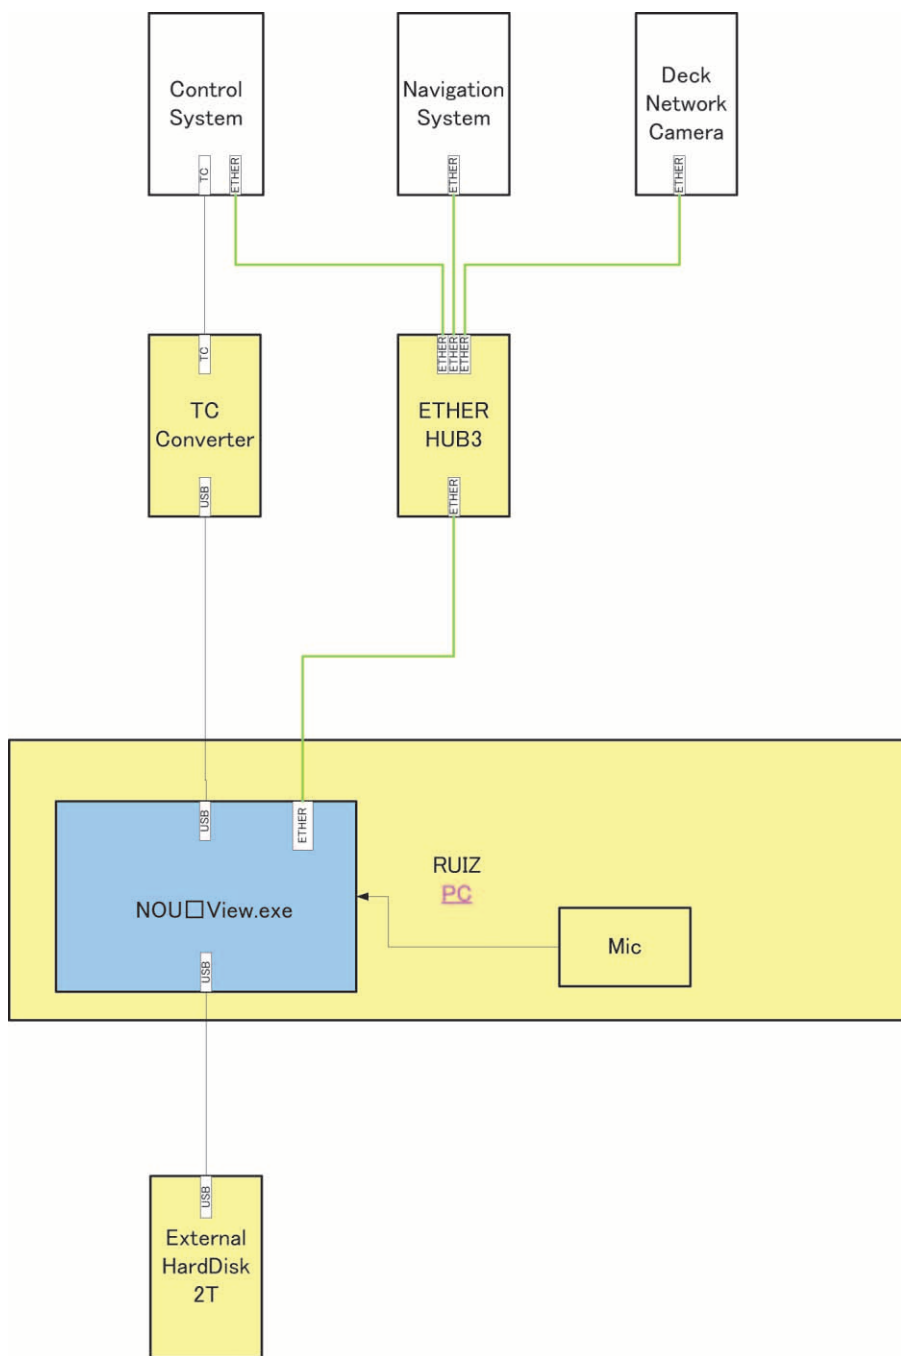 Control
System
TC
ETHER
Navigation
System
ETHER
Deck
Network
Camera
ETHER
TC
TC
Converter
USB
ETHER
ETHER
ETHER
ETHER
HUB3
ETHER
USB
ETHER
NOU□View.exe
USB
RUIZ
PC
Mic
USB
External
HardDisk
2T